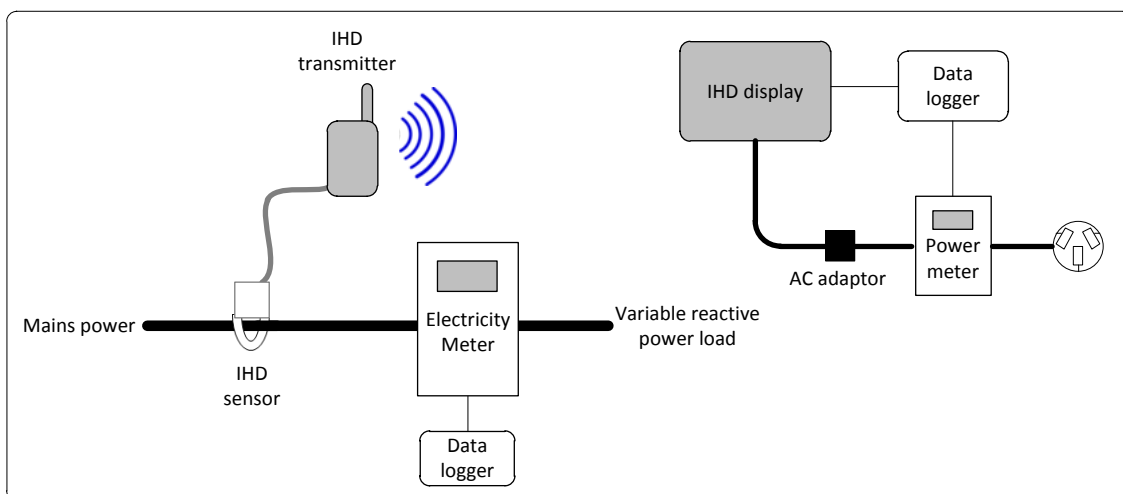 IHD
transmitter
IHD display
Data
logger
Power
meter
AC adaptor
Mains power
Electricity
Meter
Variable reactive
power load
IHD
sensor
Data
logger